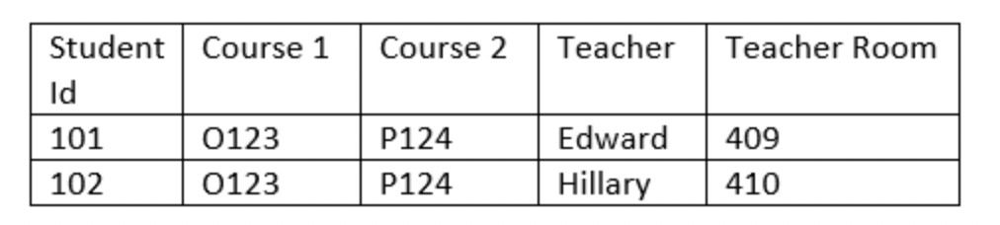 Student Id Course 1 Course 2 Teacher Teacher Room
101 O123 P124 Edward 409
102 O123 P124 Hillary 410